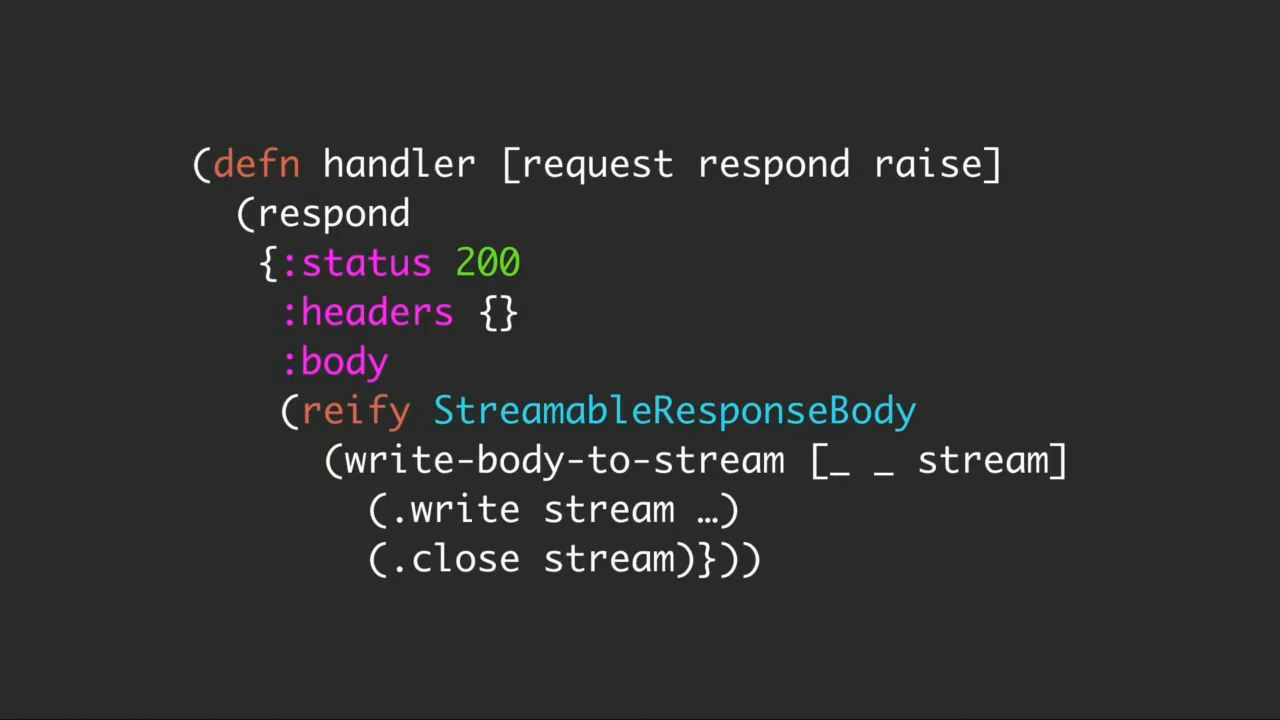 (defn handler [request respond raise]
(respond
{:status 200
:headers {}
:body
(reify StreamableResponseBody
(write-body-to-stream [_ _ stream]
(.write stream …)
(.close stream)}))